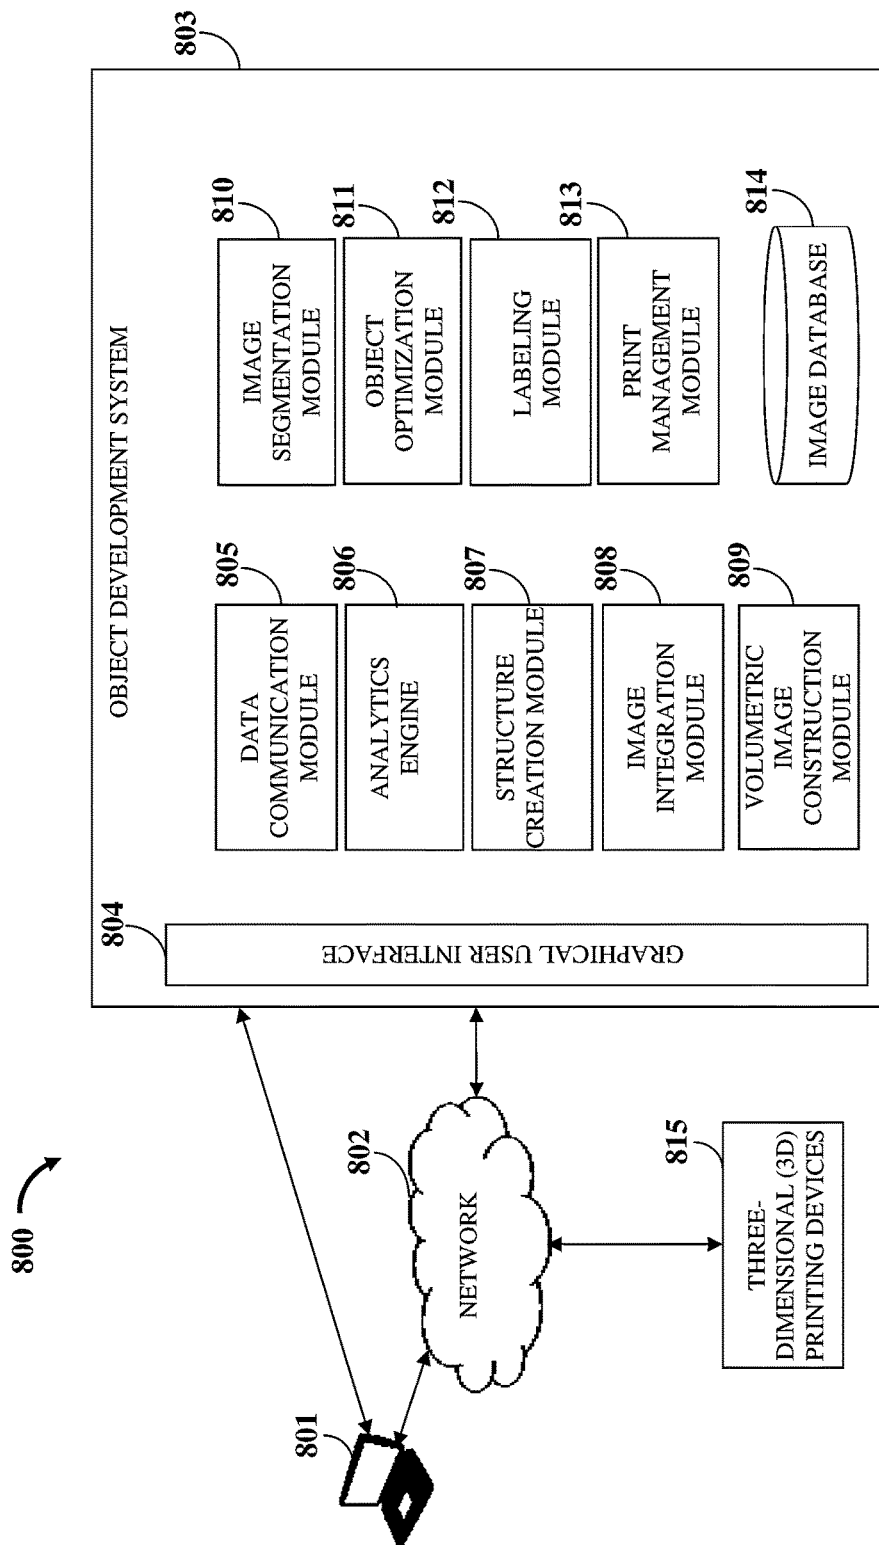 800
801
802
NETWORK
815
THREE-
DIMENSIONAL (3D)
PRINTING DEVICES
803
OBJECT DEVELOPMENT SYSTEM
804
GRAPHICAL USER INTERFACE
805
DATA
COMMUNICATION
MODULE
806
ANALYTICS
ENGINE
807
STRUCTURE
CREATION MODULE
808
IMAGE
INTEGRATION
MODULE
809
VOLUMETRIC
IMAGE
CONSTRUCTION
MODULE
810
IMAGE
SEGMENTATION
MODULE
811
OBJECT
OPTIMIZATION
MODULE
812
LABELING
MODULE
813
PRINT
MANAGEMENT
MODULE
814
IMAGE DATABASE